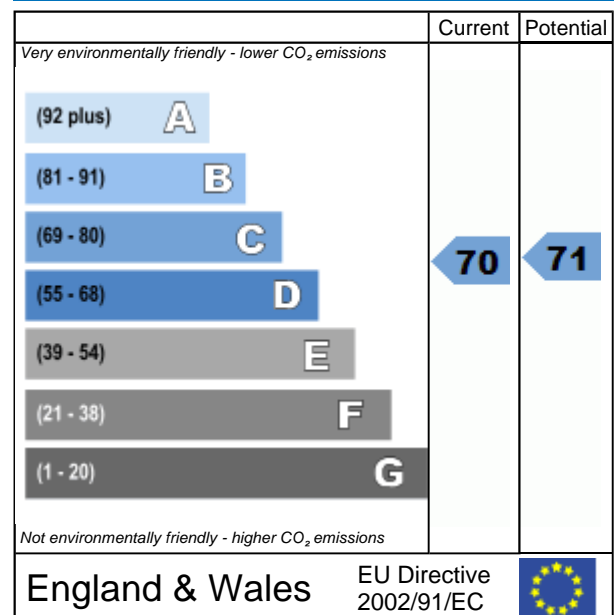 Current Potential
Very environmentally friendly - lower CO₂ emissions
(92 plus) A
(81 - 91) B
(69 - 80) C
70 71
(55 - 68) D
(39 - 54) E
(21 - 38) F
(1 - 20) G
Not environmentally friendly - higher CO₂ emissions
England & Wales
EU Directive
2002/91/EC